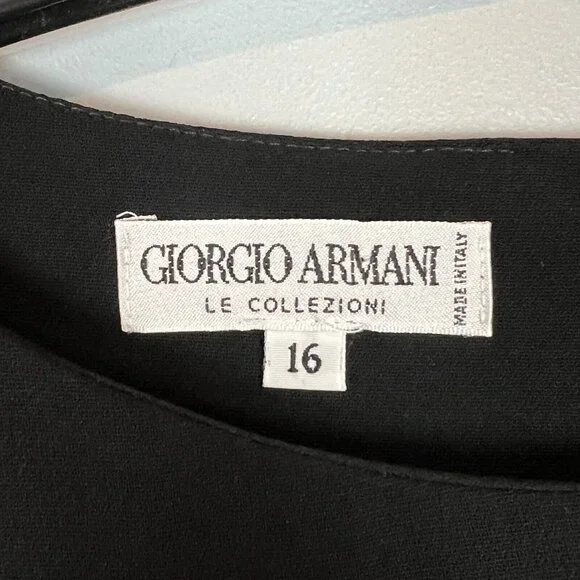 GIORGIO ARMANI
LE COLLEZIONI
MADE IN ITALY
16